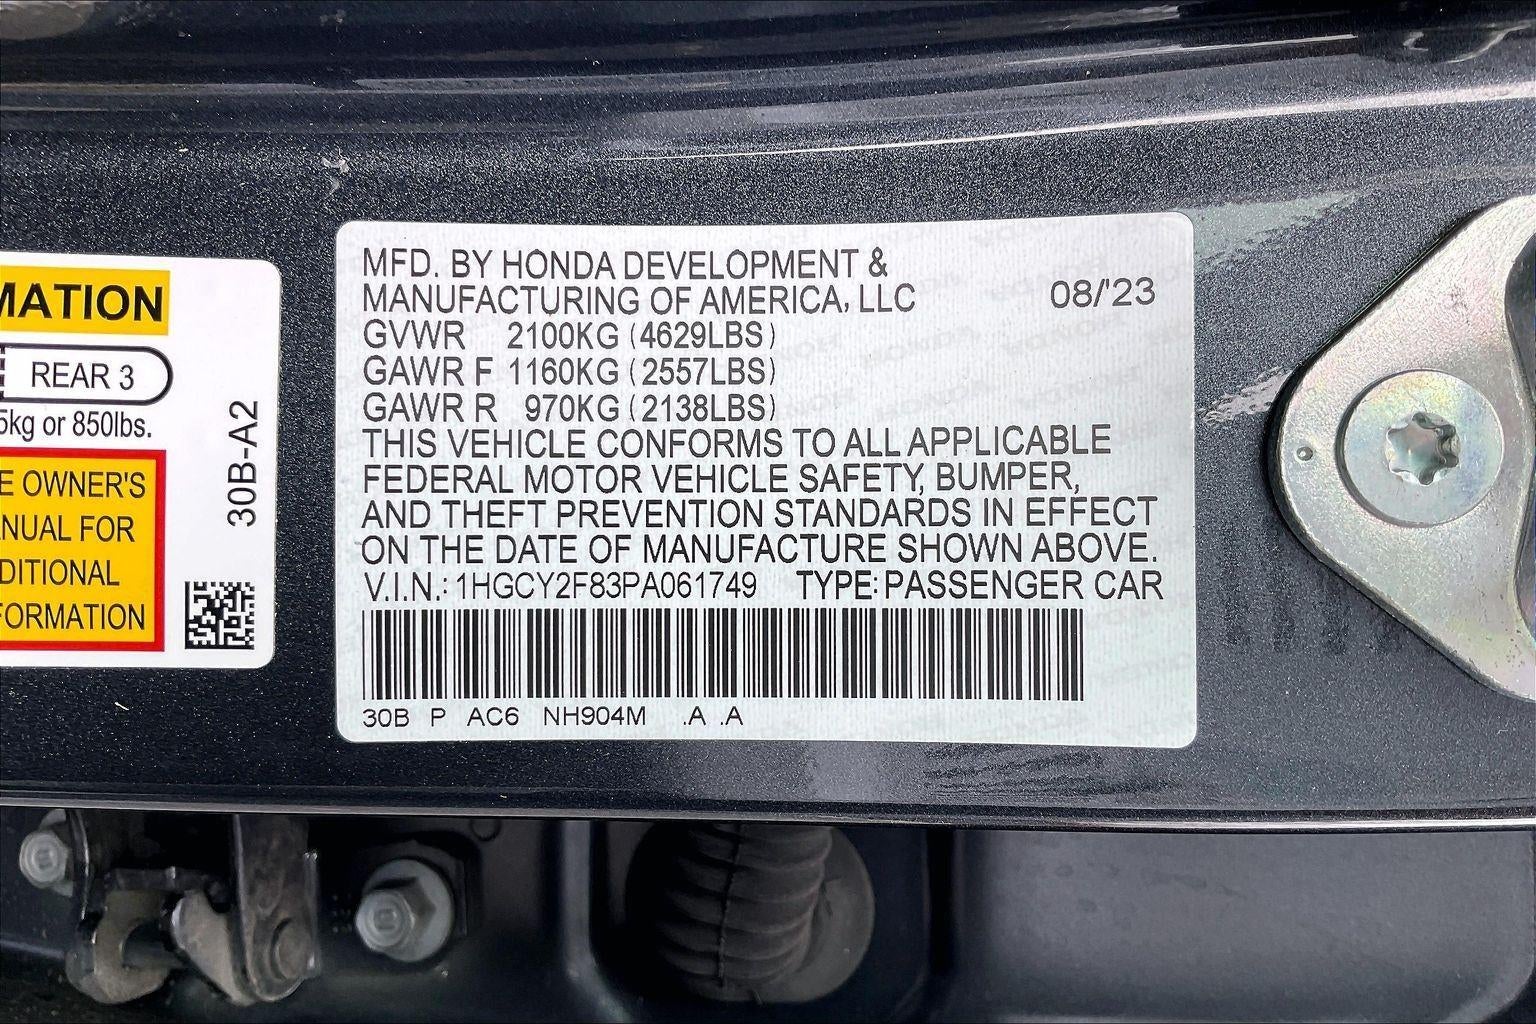 MATION
REAR 3
5kg or 850lbs.
E OWNER'S
ANUAL FOR
DITIONAL
FORMATION
30B-A2
MFD. BY HONDA DEVELOPMENT &
MANUFACTURING OF AMERICA, LLC 08/'23
GVWR 2100KG (4629LBS)
GAWR F 1160KG (2557LBS)
GAWR R 970KG (2138LBS)
THIS VEHICLE CONFORMS TO ALL APPLICABLE
FEDERAL MOTOR VEHICLE SAFETY, BUMPER,
AND THEFT PREVENTION STANDARDS IN EFFECT
ON THE DATE OF MANUFACTURE SHOWN ABOVE.
V.I.N.: 1HGCY2F83PA061749 TYPE: PASSENGER CAR
30B P AC6 NH904M .A .A